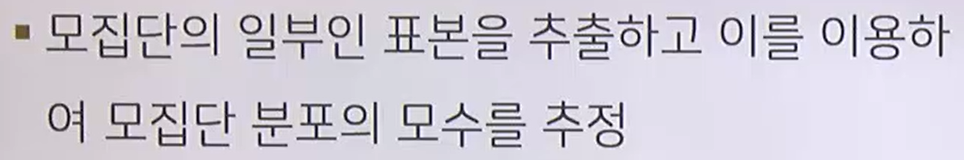 ▪ 모집단의 일부인 표본을 추출하고 이를 이용하
여 모집단 분포의 모수를 추정